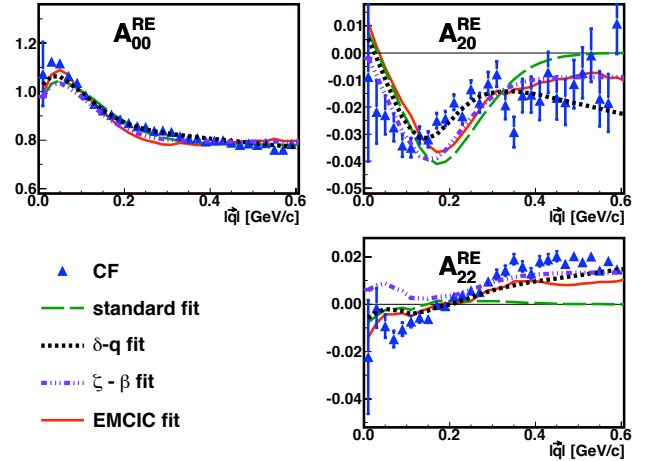 A00RE
1.2
1.0
0.8
0.6
0.0 0.2 0.4 0.6
|q⃗| [GeV/c]
A20RE
0.010
0.00
-0.01
-0.02
-0.03
-0.04
-0.05
0.0 0.2 0.4 0.6
|q⃗| [GeV/c]
A22RE
0.02
0.00
-0.02
-0.04
0.0 0.2 0.4 0.6
|q⃗| [GeV/c]
CF
standard fit
δ-q fit
ζ - β fit
EMCIC fit